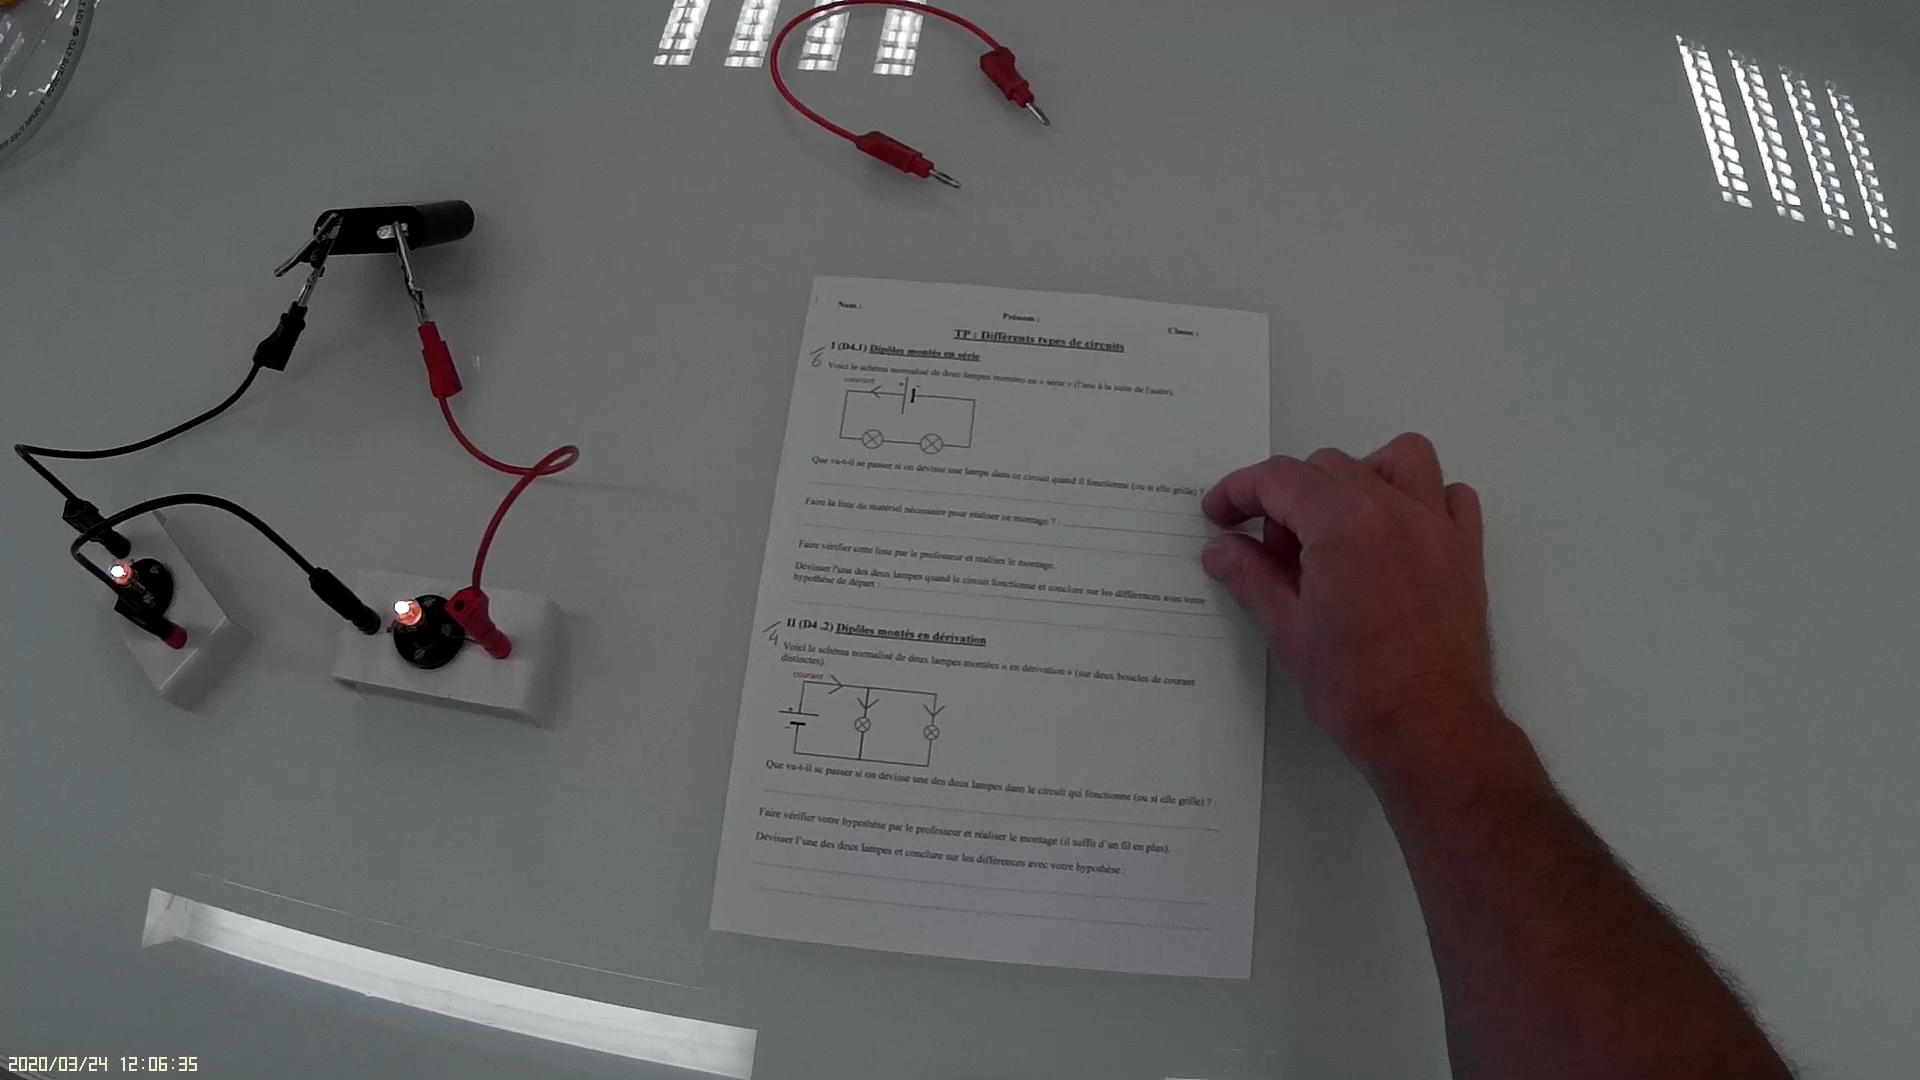 Nom :
Prénom :
Classe :
TP : Différents types de circuits
I (D4.1) Dipôles montés en série
6
Voici le schéma normalisé de deux lampes montées en « série » (l'une à la suite de l'autre).
courant
+ -
Que va-t-il se passer si on dévisse une lampe dans ce circuit quand il fonctionne (ou si elle grille) ?
Faire la liste du matériel nécessaire pour réaliser ce montage ? :
Faire vérifier cette liste par le professeur et réaliser le montage.
Dévisser l'une des deux lampes quand le circuit fonctionne et conclure sur les différences avec votre
hypothèse de départ
II (D4.2) Dipôles montés en dérivation
4
Voici le schéma normalisé de deux lampes montées « en dérivation » (sur deux boucles de courant
distinctes).
courant
+
-
Que va-t-il se passer si on dévisse une des deux lampes dans le circuit qui fonctionne (ou si elle grille) ?
Faire vérifier votre hypothèse par le professeur et réaliser le montage (il suffit d'un fil en plus).
Dévisser l'une des deux lampes et conclure sur les différences avec votre hypothèse :
2020/03/24 12:06:35